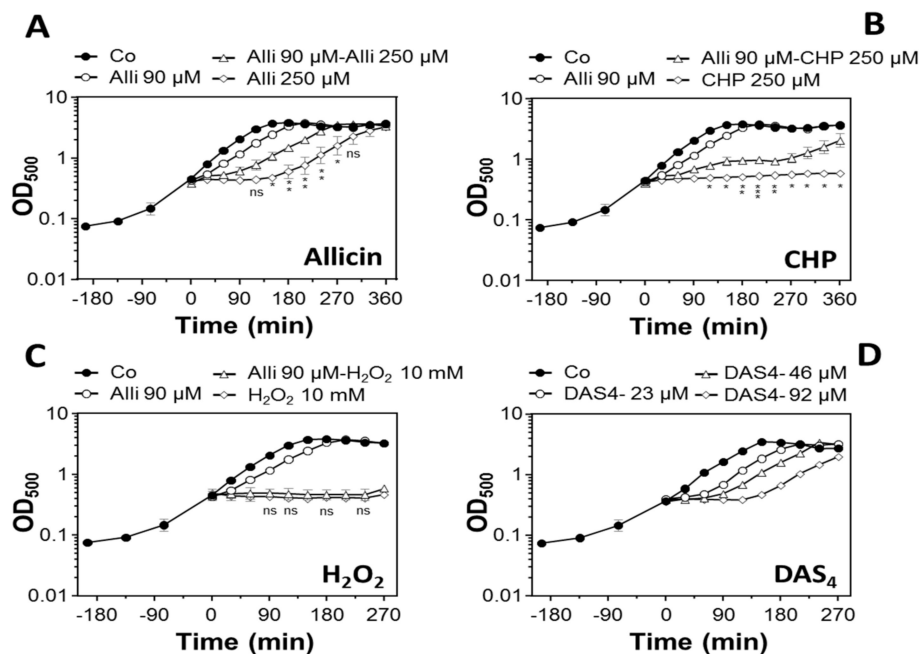 A
Co
Alli 90 µM-Alli 250 µM
Alli 90 µM
Alli 250 µM
10
1
0.1
0.01
OD500
ns
*
*
*
*
*
*
*
*
*
ns
Allicin
-180 -90 0 90 180 270 360
Time (min)
B
Co
Alli 90 µM-CHP 250 µM
Alli 90 µM
CHP 250 µM
10
1
0.1
0.01
OD500
* * ** *** ** * * * *
CHP
-180 -90 0 90 180 270 360
Time (min)
C
Co
Alli 90 µM-H2O2 10 mM
Alli 90 µM
H2O2 10 mM
10
1
0.1
0.01
OD500
ns ns ns ns
H2O2
-180 -90 0 90 180 270
Time (min)
D
Co
DAS4- 46 µM
DAS4- 23 µM
DAS4- 92 µM
10
1
0.1
0.01
OD500
DAS4
-180 -90 0 90 180 270
Time (min)